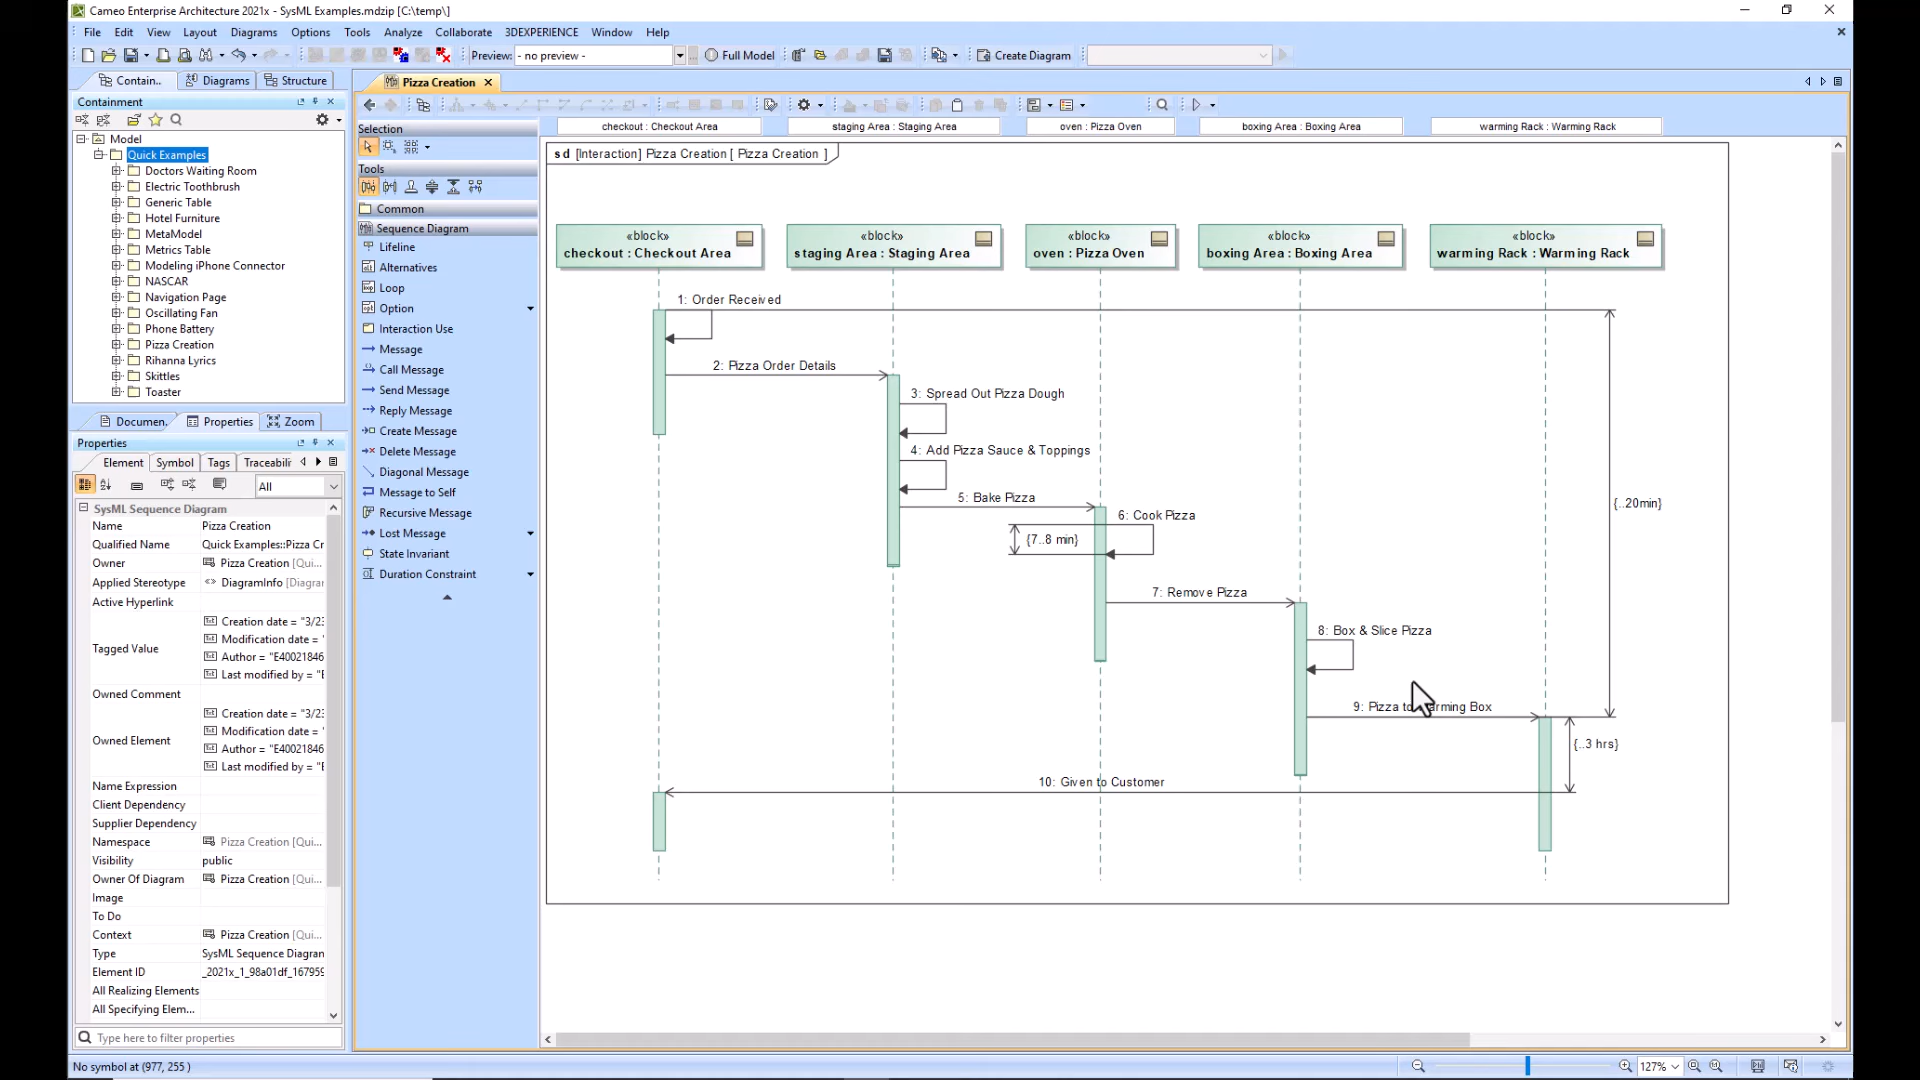 Cameo Enterprise Architecture 2021x - SysML Examples.mdzip [C:\temp\]
File Edit View Layout Diagrams Options Tools Analyze Collaborate 3DEXPERIENCE Window Help
Preview: - no preview - Full Model Create Diagram
Contain.. Diagrams Structure
Pizza Creation
Containment
Model
Quick Examples
Doctors Waiting Room
Electric Toothbrush
Generic Table
Hotel Furniture
MetaModel
Metrics Table
Modeling iPhone Connector
NASCAR
Navigation Page
Oscillating Fan
Phone Battery
Pizza Creation
Rihanna Lyrics
Skittles
Toaster
Documen. Properties Zoom
Properties
Element Symbol Tags Traceabili
All
SysML Sequence Diagram
Name Pizza Creation
Qualified Name Quick Examples::Pizza Cr
Owner Pizza Creation [Qui...
Applied Stereotype <> DiagramInfo [Diagra
Active Hyperlink
Creation date = "3/23
Modification date = '
Tagged Value
Author = "E40021846
Last modified by = "E
Owned Comment
Creation date = "3/23
Modification date = '
Owned Element
Author = "E40021846
Last modified by = "E
Name Expression
Client Dependency
Supplier Dependency
Namespace Pizza Creation [Qui...
Visibility public
Owner Of Diagram Pizza Creation [Qui...
Image
To Do
Context Pizza Creation [Qui...
Type SysML Sequence Diagran
Element ID _2021x_1_98a01df_167959
All Realizing Elements
All Specifying Elem...
Type here to filter properties
No symbol at (977, 255 )
Selection
Tools
Common
Sequence Diagram
Lifeline
Alternatives
Loop
Option
Interaction Use
Message
Call Message
Send Message
Reply Message
Create Message
Delete Message
Diagonal Message
Message to Self
Recursive Message
Lost Message
State Invariant
Duration Constraint
checkout : Checkout Area staging Area : Staging Area oven : Pizza Oven boxing Area : Boxing Area warming Rack : Warming Rack
sd [Interaction] Pizza Creation [ Pizza Creation ]
«block» «block» «block» «block» «block»
checkout : Checkout Area staging Area : Staging Area oven : Pizza Oven boxing Area : Boxing Area warming Rack : Warming Rack
1: Order Received
2: Pizza Order Details
3: Spread Out Pizza Dough
4: Add Pizza Sauce & Toppings
5: Bake Pizza
{..20min}
6: Cook Pizza
{7..8 min}
7: Remove Pizza
8: Box & Slice Pizza
9: Pizza to arming Box
{..3 hrs}
10: Given to Customer
127%